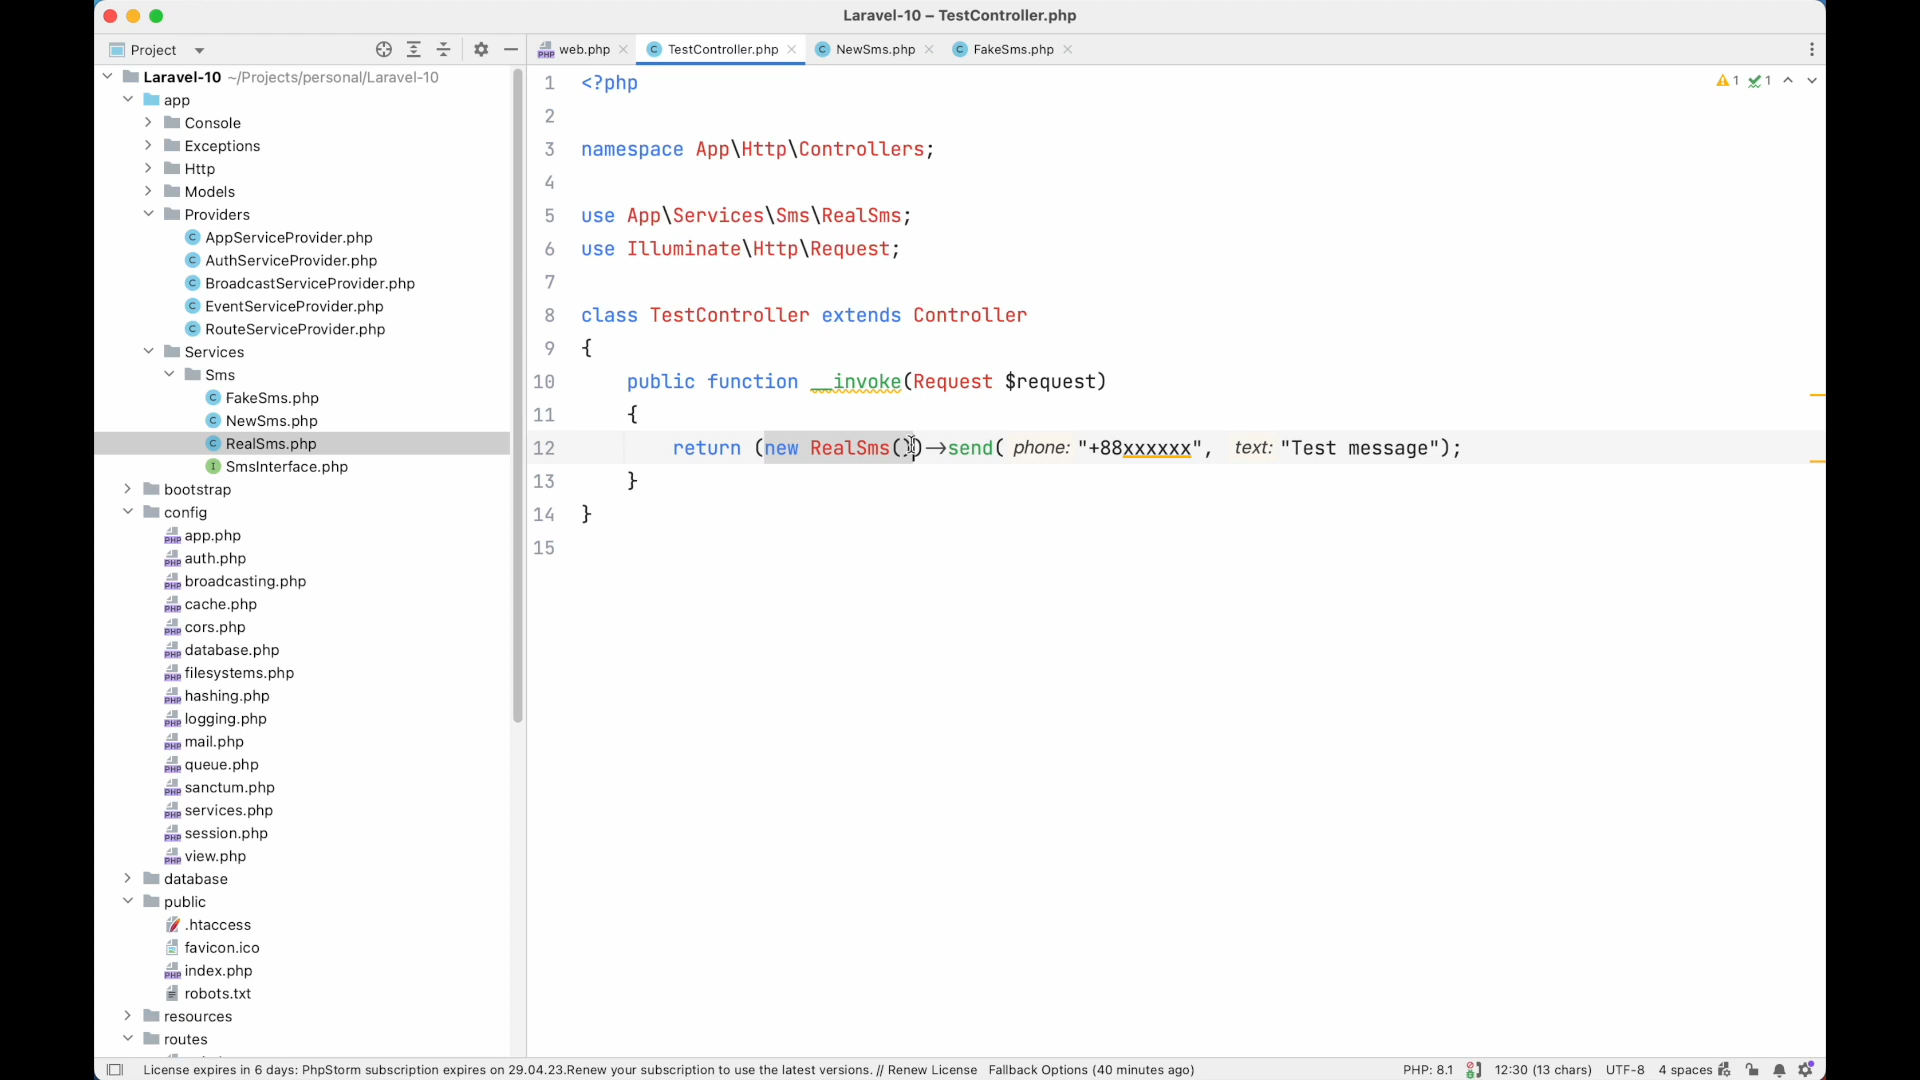 Laravel-10 – TestController.php
Project
web.php
TestController.php
NewSms.php
FakeSms.php
Laravel-10 ~/Projects/personal/Laravel-10
app
Console
Exceptions
Http
Models
Providers
AppServiceProvider.php
AuthServiceProvider.php
BroadcastServiceProvider.php
EventServiceProvider.php
RouteServiceProvider.php
Services
Sms
FakeSms.php
NewSms.php
RealSms.php
SmsInterface.php
bootstrap
config
app.php
auth.php
broadcasting.php
cache.php
cors.php
database.php
filesystems.php
hashing.php
logging.php
mail.php
queue.php
sanctum.php
services.php
session.php
view.php
database
public
.htaccess
favicon.ico
index.php
robots.txt
resources
routes
1 <?php
2
3 namespace App\Http\Controllers;
4
5 use App\Services\Sms\RealSms;
6 use Illuminate\Http\Request;
7
8 class TestController extends Controller
9 {
10 public function __invoke(Request $request)
11 {
12 return (new RealSms())->send( phone: "+88xxxxxx", text: "Test message");
13 }
14 }
15
1 1
License expires in 6 days: PhpStorm subscription expires on 29.04.23.Renew your subscription to use the latest versions. // Renew License Fallback Options (40 minutes ago)
PHP: 8.1 12:30 (13 chars) UTF-8 4 spaces